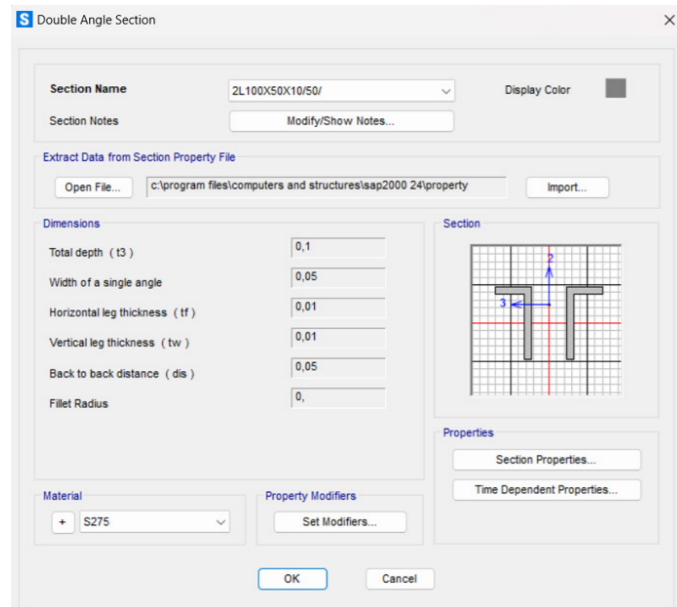 S Double Angle Section
Section Name
2L100X50X10/50/
Display Color
Section Notes
Modify/Show Notes...
Extract Data from Section Property File
Open File...
c:\program files\computers and structures\sap2000 24\property
Import...
Dimensions
Total depth ( t3 )
0,1
Width of a single angle
0,05
Horizontal leg thickness ( tf )
0,01
Vertical leg thickness ( tw )
0,01
Back to back distance ( dis )
0,05
Fillet Radius
0,
Section
2
3
Properties
Section Properties...
Time Dependent Properties...
Material
+ S275
Property Modifiers
Set Modifiers...
OK
Cancel